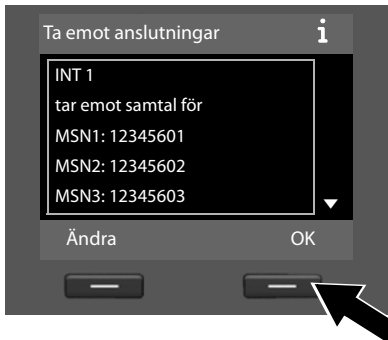 Ta emot anslutningar i
INT 1
tar emot samtal för
MSN1: 12345601
MSN2: 12345602
MSN3: 12345603
Ändra OK